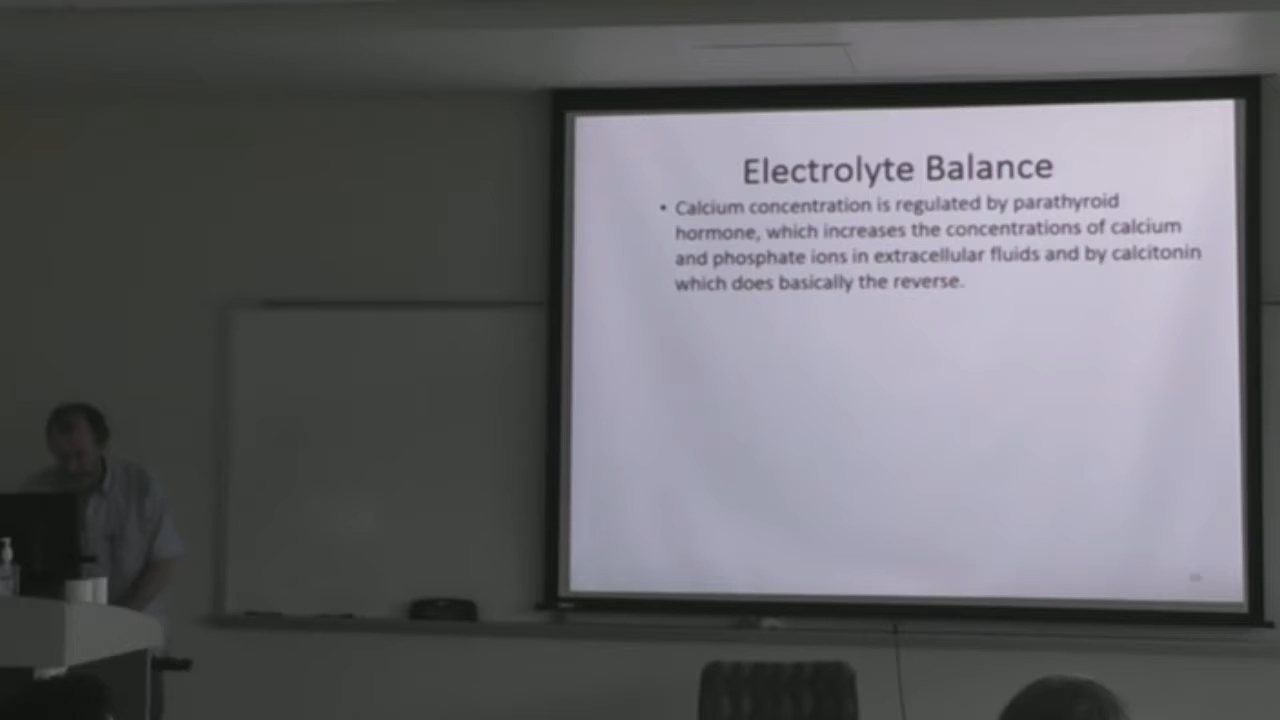 Electrolyte Balance
• Calcium concentration is regulated by parathyroid
hormone, which increases the concentrations of calcium
and phosphate ions in extracellular fluids and by calcitonin
which does basically the reverse.